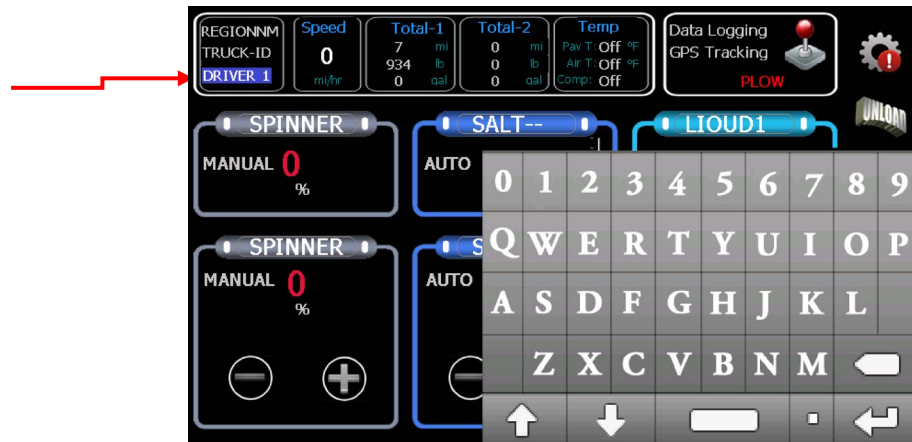 REGIONNM
TRUCK-ID
DRIVER 1
Speed
0
mi/hr
Total-1
7 mi
934 lb
0 gal
Total-2
0 mi
0 lb
0 gal
Temp
Pav T: Off °F
Air T: Off °F
Comp: Off
Data Logging
GPS Tracking
PLOW
UNLOAD
SPINNER
MANUAL 0
%
SALT--
AUTO
LIOUD1
SPINNER
MANUAL 0
%
S
AUTO
0 1 2 3 4 5 6 7 8 9
Q W E R T Y U I O P
A S D F G H J K L
Z X C V B N M